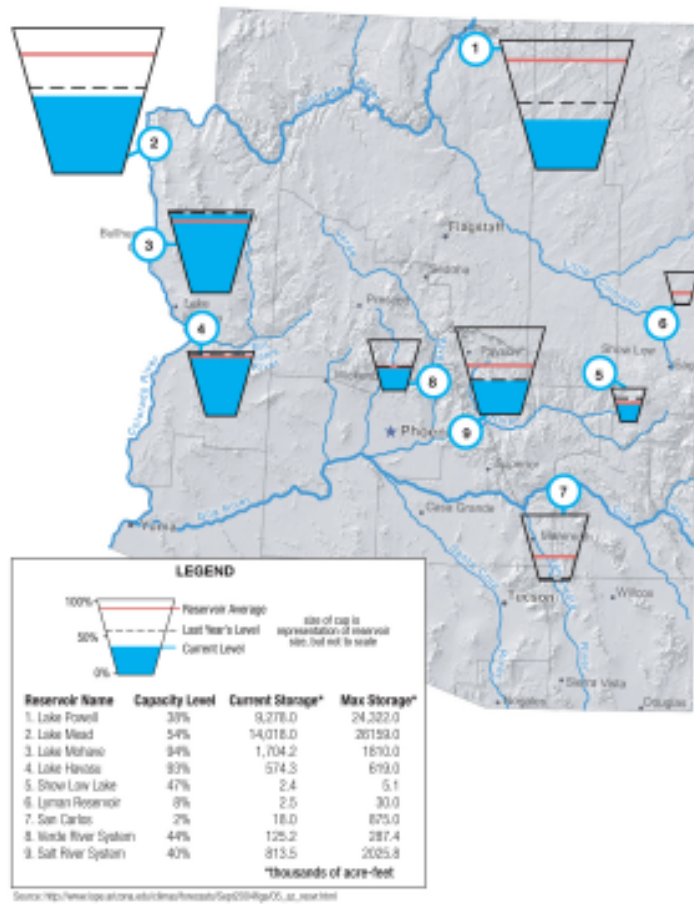 1
2
3
4
5
6
7
8
9
Flagstaff
Sedona
Prescott
Lake
Payson
Show Low
Phoenix
Superior
Casa Grande
Colorado River
Gila River
Yuma
Tucson
Willcox
Sierra Vista
Nogales
Douglas
LEGEND
100%
50%
0%
Reservoir Average
Last Year's Level
Current Level
size of cup is
representation of reservoir
size, but not to scale
Reservoir Name Capacity Level Current Storage* Max Storage*
1. Lake Powell 38% 9,278.0 24,322.0
2. Lake Mead 54% 14,018.0 26159.0
3. Lake Mohave 94% 1,704.2 1810.0
4. Lake Havasu 93% 574.3 619.0
5. Show Low Lake 47% 2.4 5.1
6. Lyman Reservoir 8% 2.5 30.0
7. San Carlos 2% 18.0 875.0
8. Verde River System 44% 125.2 287.4
9. Salt River System 40% 813.5 2025.8
*thousands of acre-feet